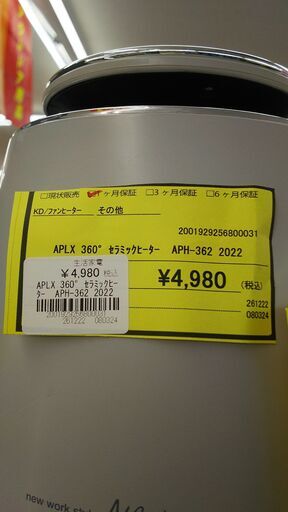 □現状販売 ☑1ヶ月保証 □3ヶ月保証 □6ヶ月保証
KD/ファンヒーター その他
2001929256800031
APLX 360° セラミックヒーター APH-362 2022
¥4,980 (税込)
261222
080324
生活家電
¥4,980 税込
APLX 360° セラミックヒー
ター APH-362 2022
2001929256800031
261222 080324
new work